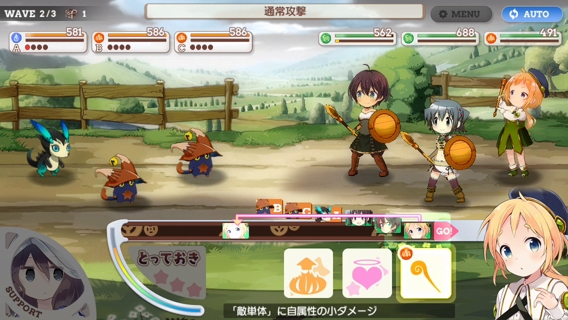 WAVE 2/3
1
通常攻撃
MENU
AUTO
581
A
586
B
586
C
562
688
491
B
C
GO!
とっておき
SUPPORT
「敵単体」に自属性の小ダメージ